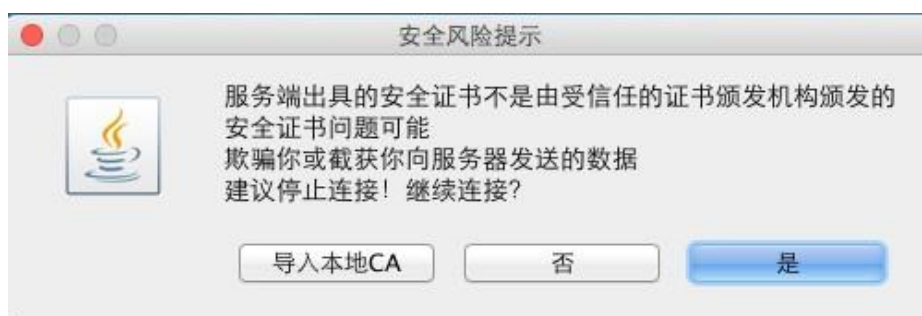 安全风险提示
服务端出具的安全证书不是由受信任的证书颁发机构颁发的
安全证书问题可能
欺骗你或截获你向服务器发送的数据
建议停止连接！继续连接？
导入本地CA 否 是